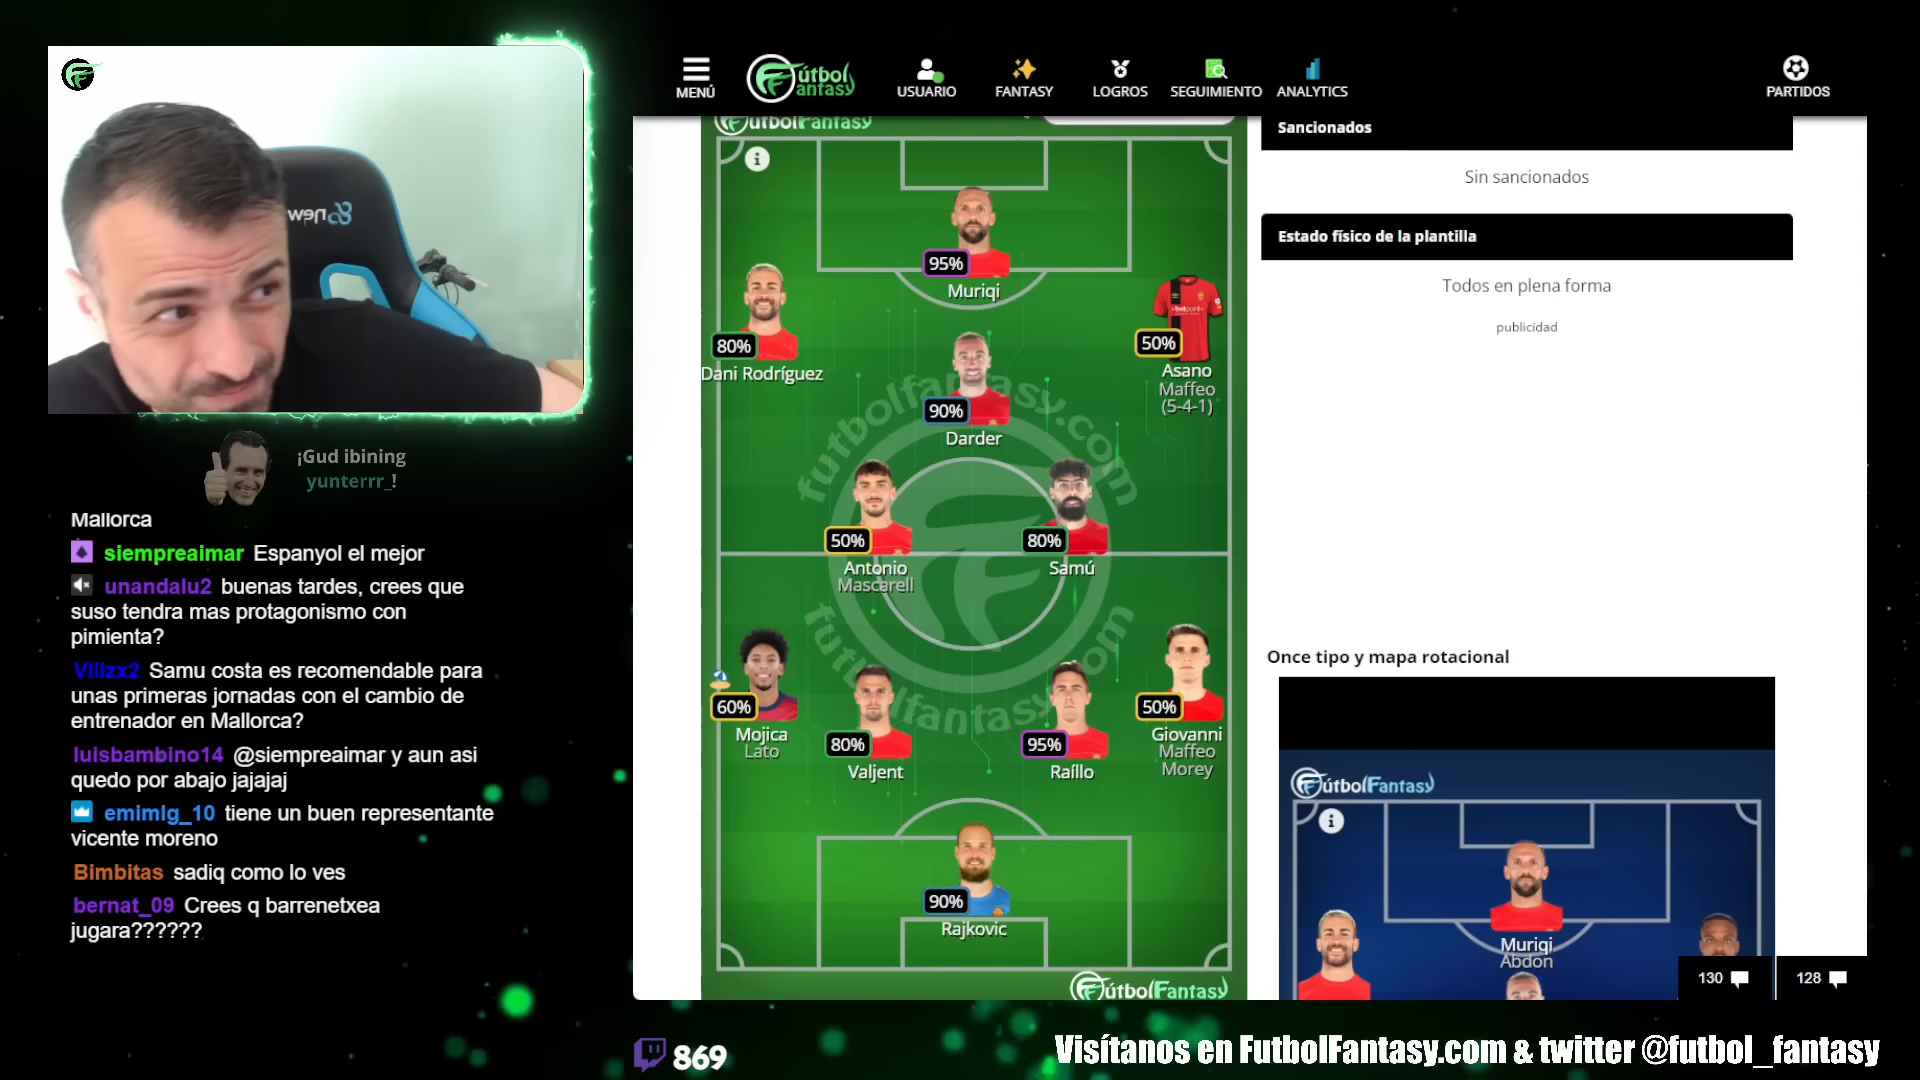 ¡Gud ibining
yunterrr_!
Mallorca
siempreaimar Espanyol el mejor
unandalu2 buenas tardes, crees que
suso tendra mas protagonismo con
pimienta?
Villzx2 Samu costa es recomendable para
unas primeras jornadas con el cambio de
entrenador en Mallorca?
luisbambino14 @siempreaimar y aun asi
quedo por abajo jajajaj
emimlg_10 tiene un buen representante
vicente moreno
Bimbitas sadiq como lo ves
bernat_09 Crees q barrenetxea
jugara??????
MENÚ
Fútbol Fantasy
USUARIO
FANTASY
LOGROS
SEGUIMIENTO
ANALYTICS
PARTIDOS
FútbolFantasy
95%
Muriqi
80%
Dani Rodríguez
50%
Asano
Maffeo
(5-4-1)
90%
Darder
50%
Antonio
Mascarell
80%
Samú
futbolfantasy.com
futbolfantasy.com
60%
Mojica
Lato
80%
Valjent
95%
Raíllo
50%
Giovanni
Maffeo
Morey
90%
Rajkovic
FútbolFantasy
Sancionados
Sin sancionados
Estado físico de la plantilla
Todos en plena forma
publicidad
Once tipo y mapa rotacional
FútbolFantasy
Muriqi
Abdon
130
128
869
Visítanos en FutbolFantasy.com & twitter @futbol_fantasy